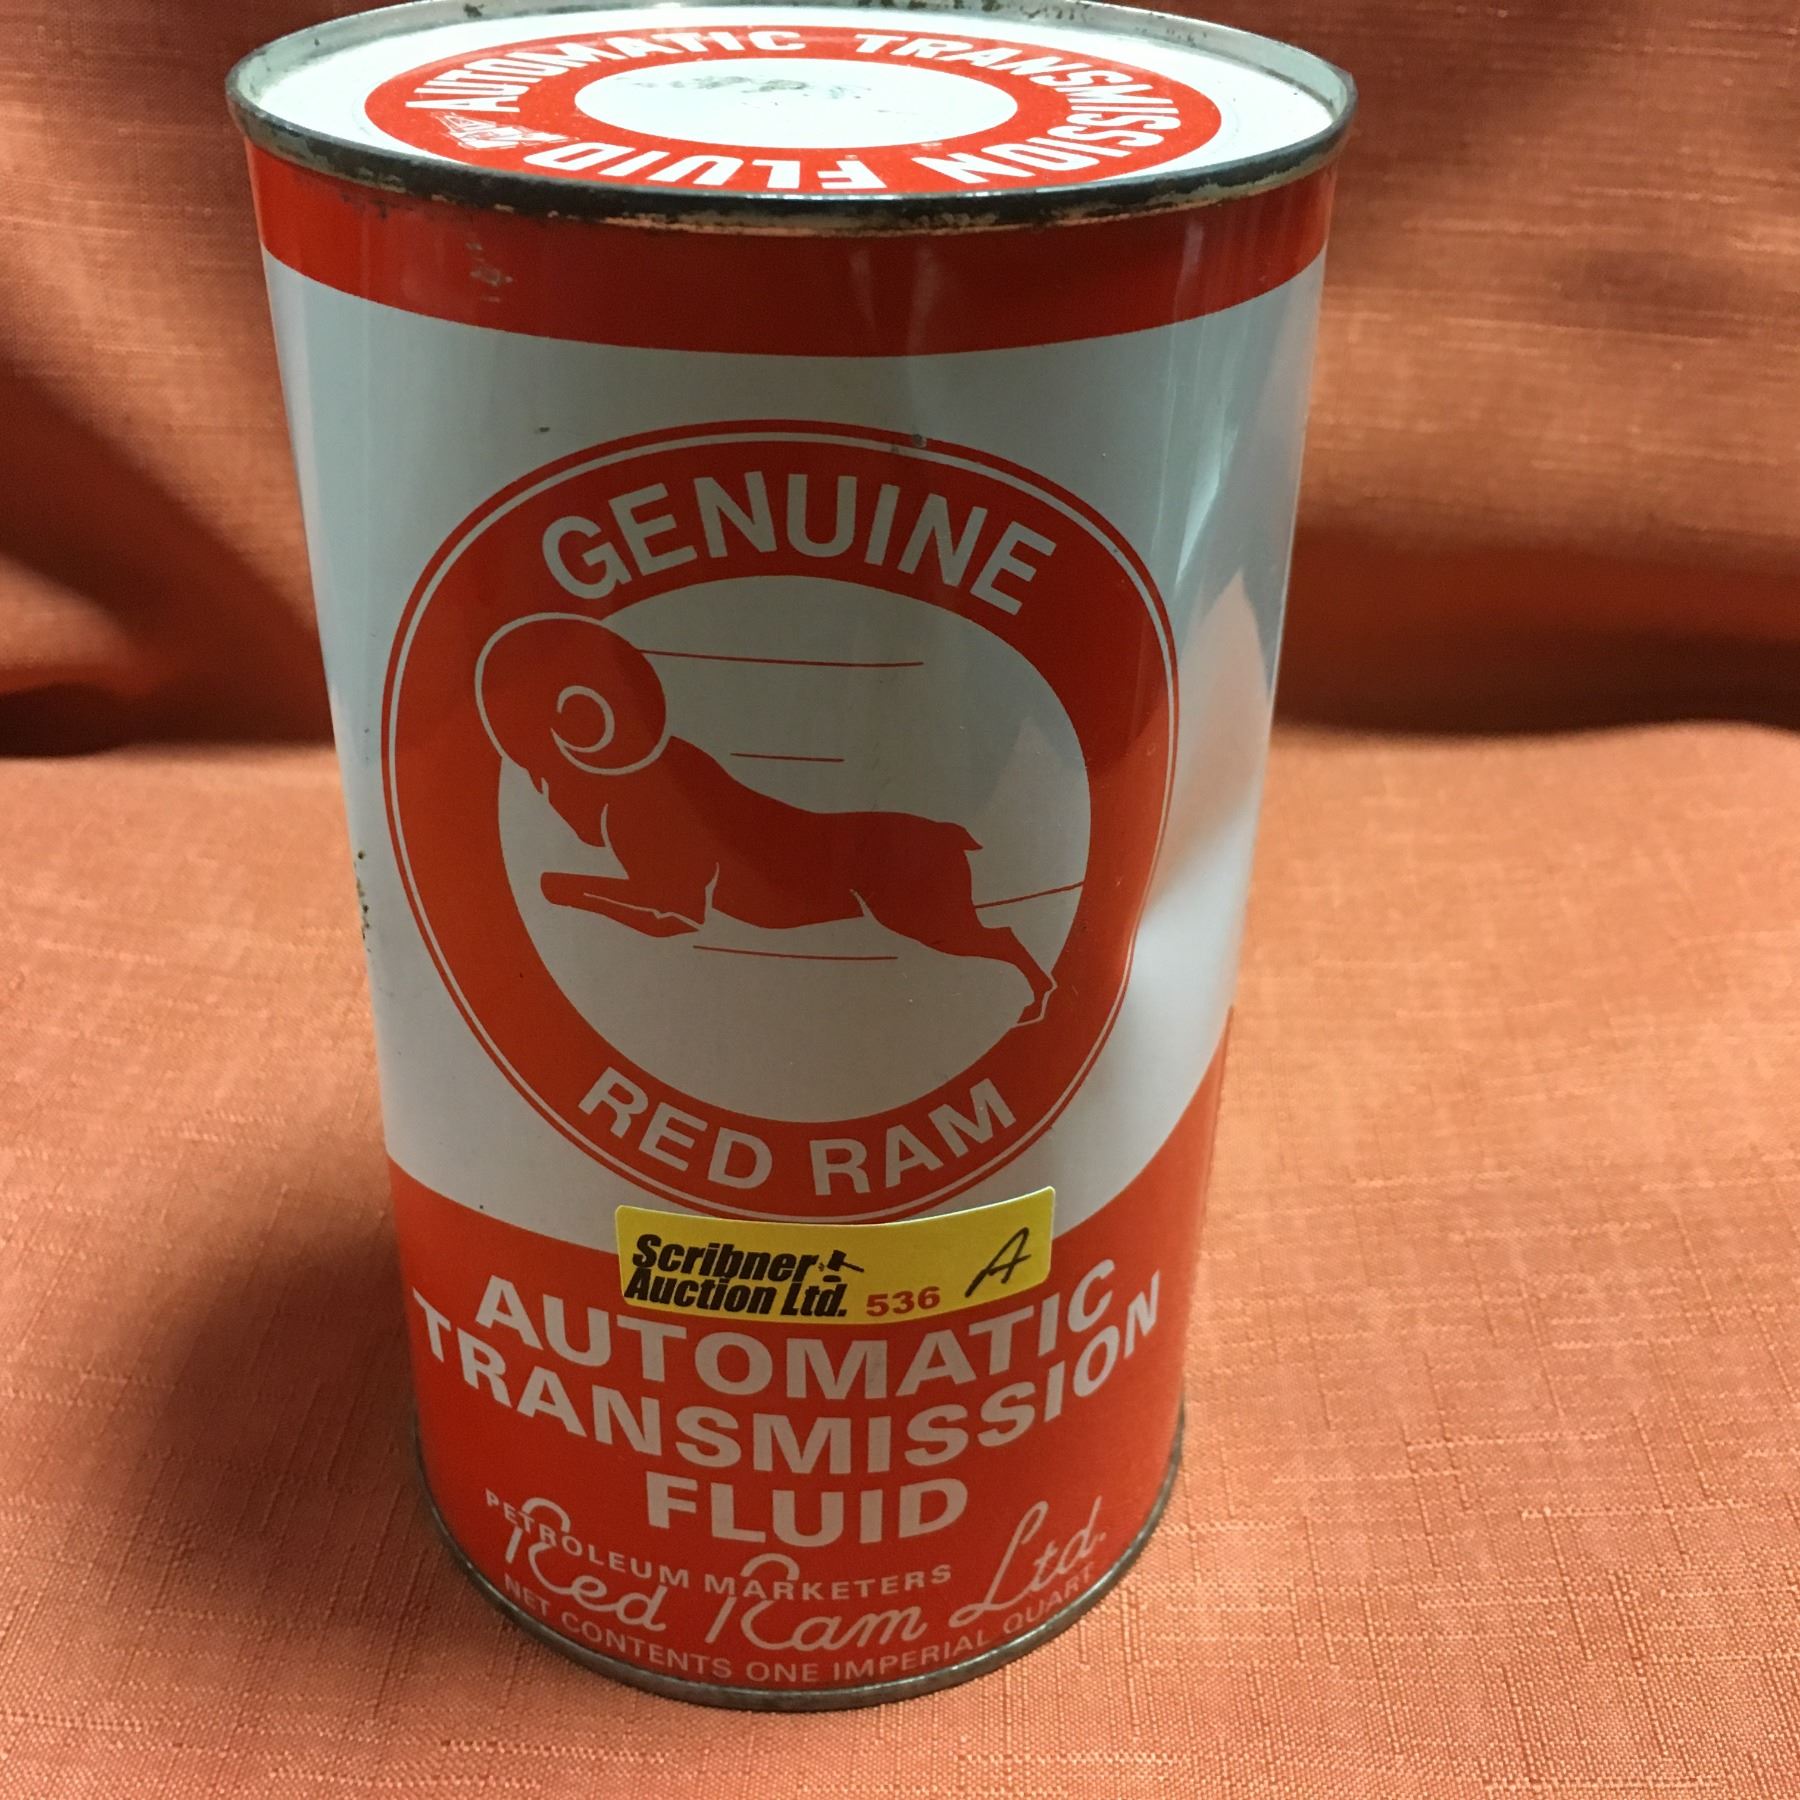 AUTOMATIC TRANSMISSION FLUID
GENUINE
RED RAM
Scribner
Auction Ltd. 536 A
AUTOMATIC
TRANSMISSION
FLUID
PETROLEUM MARKETERS
Red Ram Ltd.
NET CONTENTS ONE IMPERIAL QUART